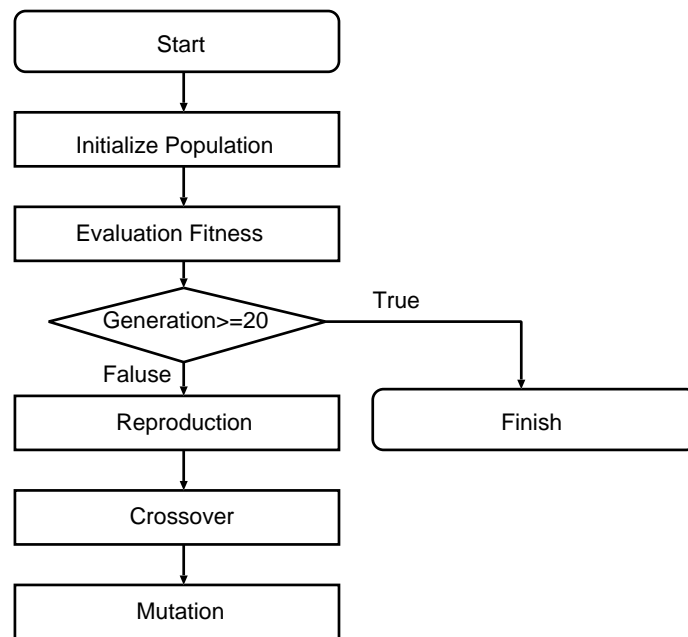 Start
Initialize Population
Evaluation Fitness
Generation>=20
True
Faluse
Reproduction
Finish
Crossover
Mutation